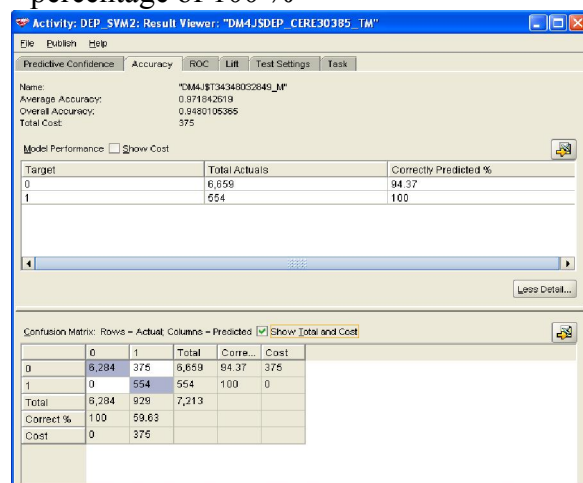 percentage of 100 %
Activity: DEP_SVM2: Result Viewer: "DM4J$DEP_CERE30385_TM"
File Publish Help
Predictive Confidence Accuracy ROC Lift Test Settings Task
Name: "DM4J$T34348032849_M"
Average Accuracy: 0.971842619
Overall Accuracy: 0.9480105365
Total Cost: 375
Model Performance Show Cost
Target Total Actuals Correctly Predicted %
0 6,659 94.37
1 554 100
Less Detail...
Confusion Matrix: Rows = Actual; Columns = Predicted Show Total and Cost
0 1 Total Corre... Cost
0 6,284 375 6,659 94.37 375
1 0 554 554 100 0
Total 6,284 929 7,213
Correct % 100 59.63
Cost 0 375